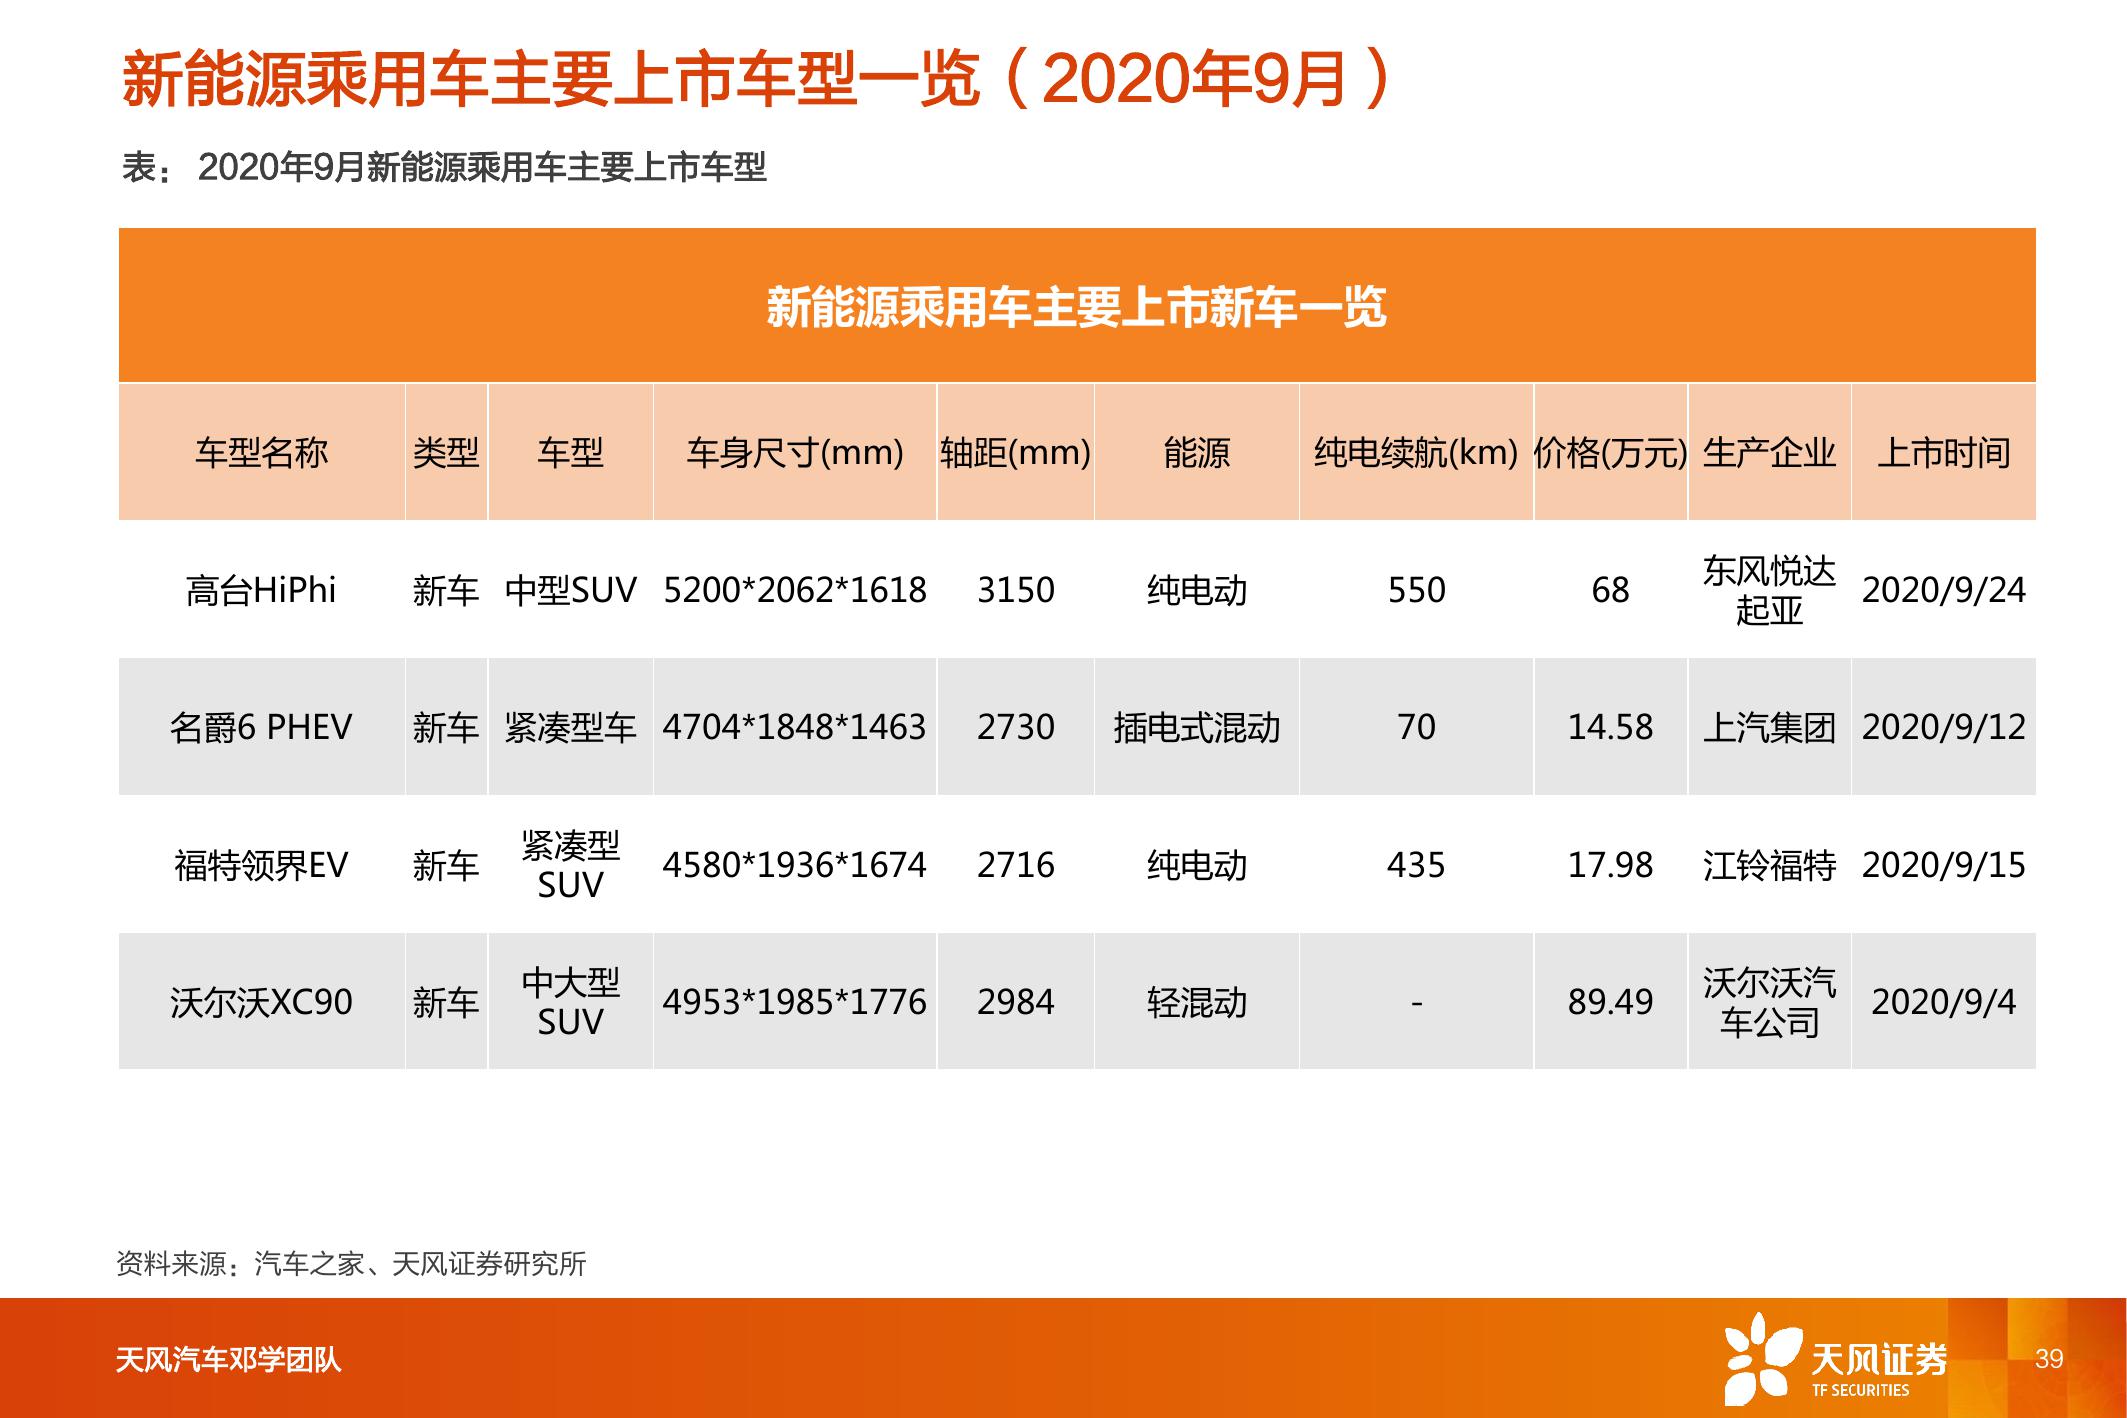 新能源乘用车主要上市车型一览（2020年9月）
表： 2020年9月新能源乘用车主要上市车型
新能源乘用车主要上市新车一览
车型名称 类型 车型 车身尺寸(mm) 轴距(mm) 能源 纯电续航(km) 价格(万元) 生产企业 上市时间
高台HiPhi 新车 中型SUV 5200*2062*1618 3150 纯电动 550 68 东风悦达
起亚 2020/9/24
名爵6 PHEV 新车 紧凑型车 4704*1848*1463 2730 插电式混动 70 14.58 上汽集团 2020/9/12
福特领界EV 新车 紧凑型
SUV 4580*1936*1674 2716 纯电动 435 17.98 江铃福特 2020/9/15
沃尔沃XC90 新车 中大型
SUV 4953*1985*1776 2984 轻混动 - 89.49 沃尔沃汽
车公司 2020/9/4
资料来源：汽车之家、天风证券研究所
天风汽车邓学团队
天风证券
TF SECURITIES
39